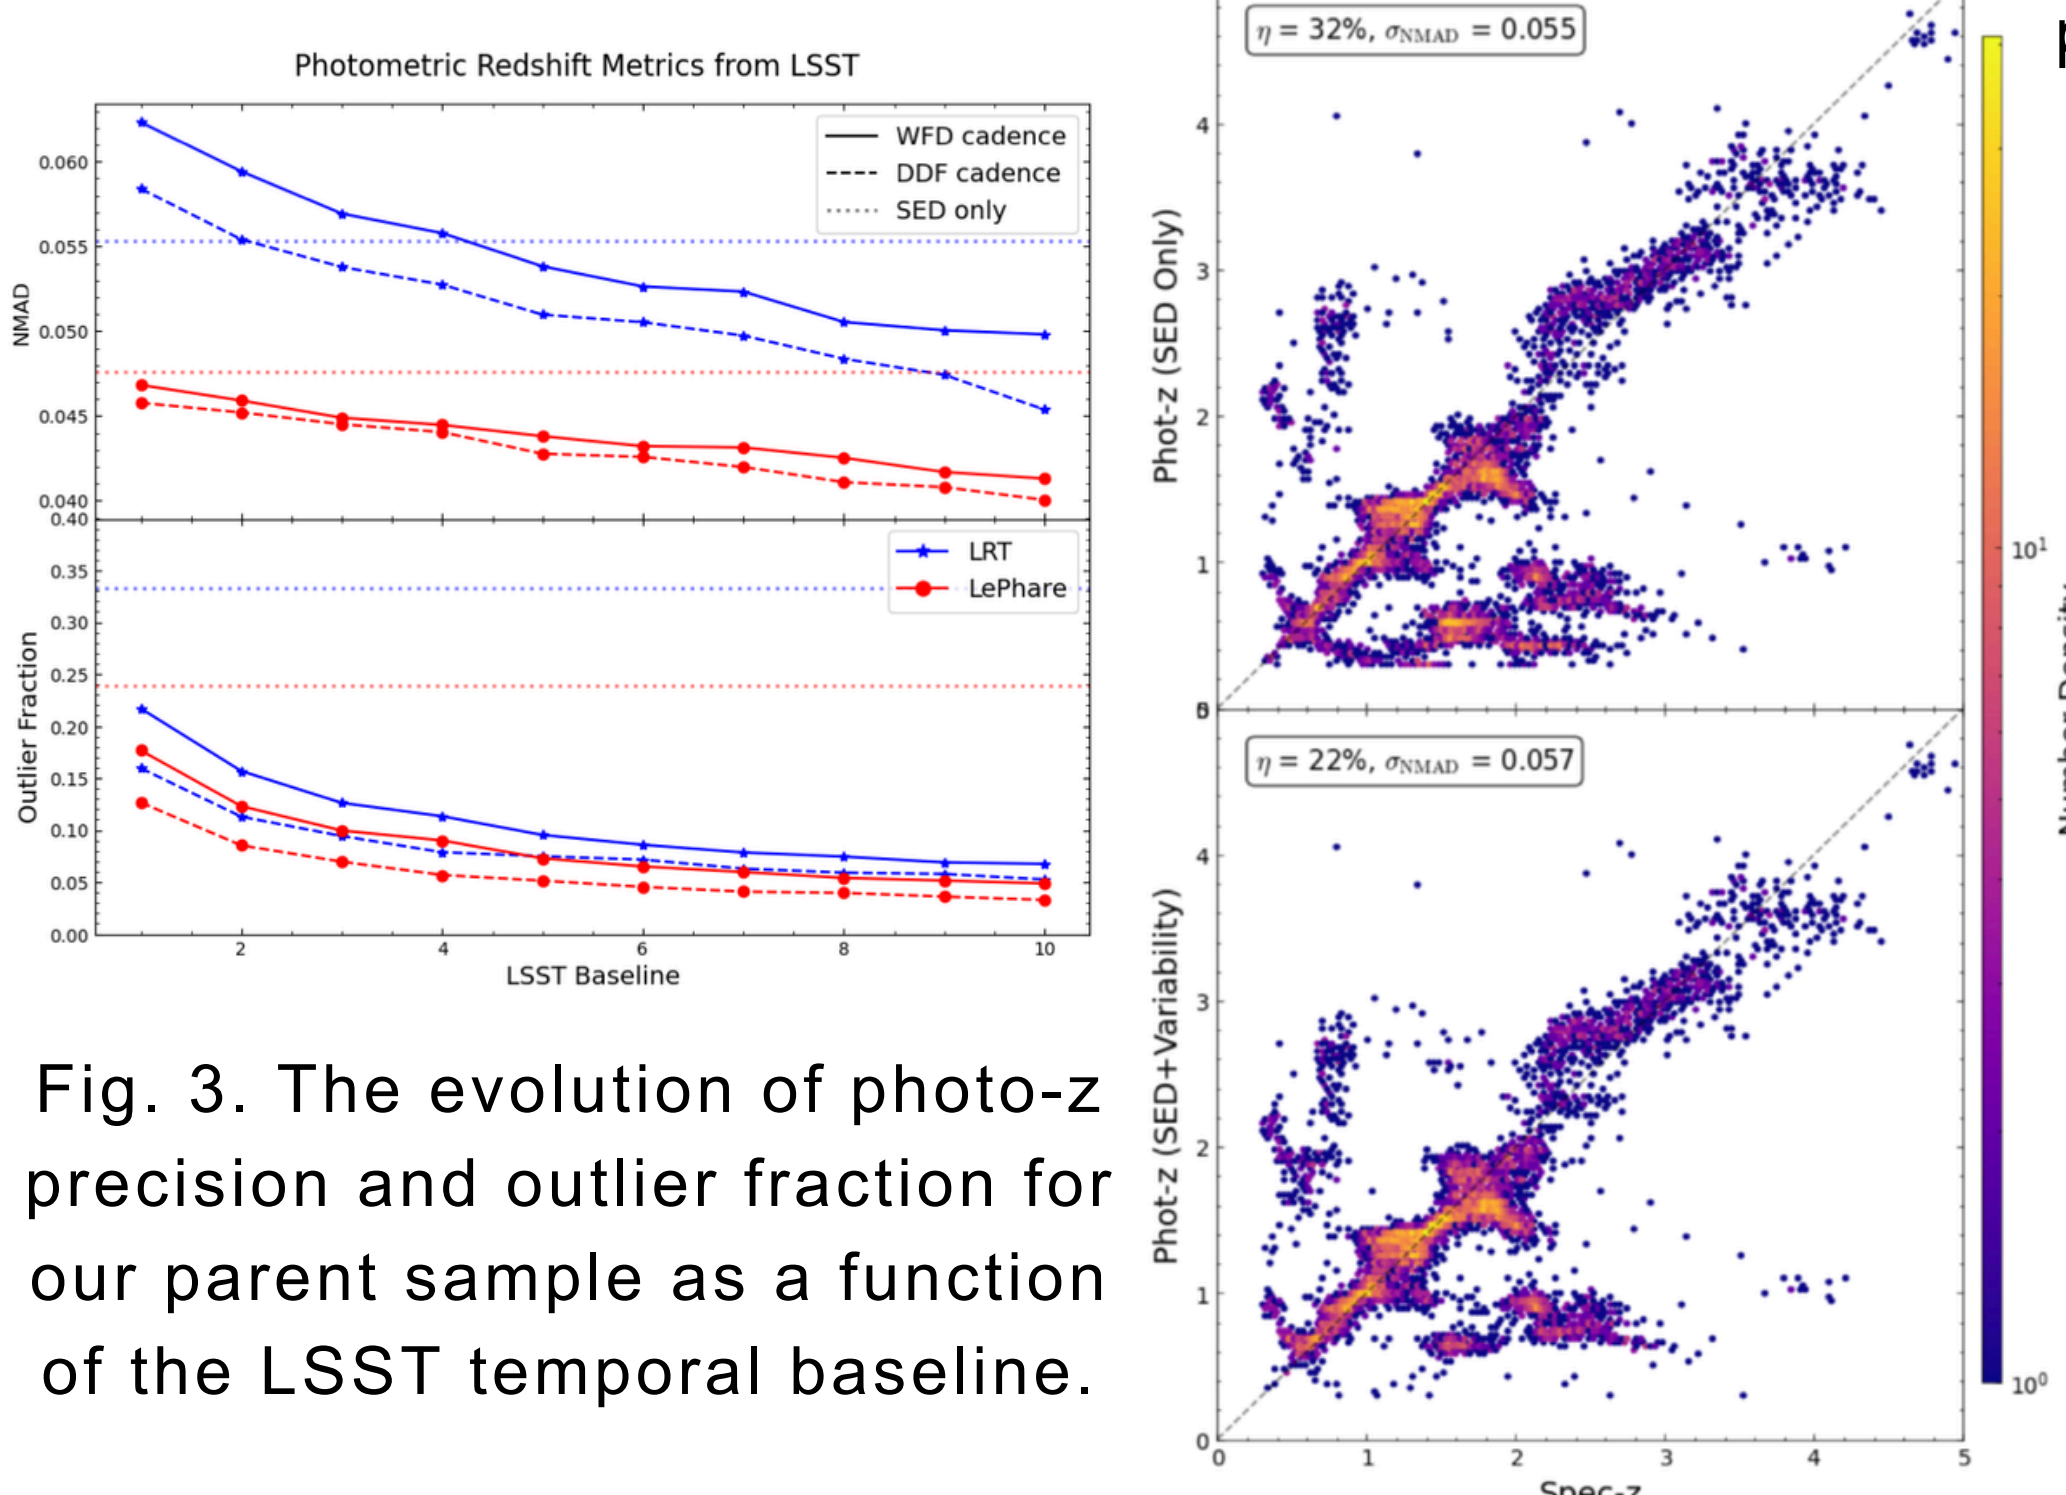 Photometric Redshift Metrics from LSST
WFD cadence
DDF cadence
SED only
NMAD
0.060
0.055
0.050
0.045
0.040
0.40
LRT
LePhare
Outlier Fraction
0.35
0.30
0.25
0.20
0.15
0.10
0.05
0.00
2 4 6 8 10
LSST Baseline
Fig. 3. The evolution of photo-z
precision and outlier fraction for
our parent sample as a function
of the LSST temporal baseline.
η = 32%, σNMAD = 0.055
Phot-z (SED Only)
4
3
2
1
η = 22%, σNMAD = 0.057
Phot-z (SED+Variability)
4
3
2
1
0
0 1 2 3 4 5
Spec-z
10¹
10⁰
Number Density